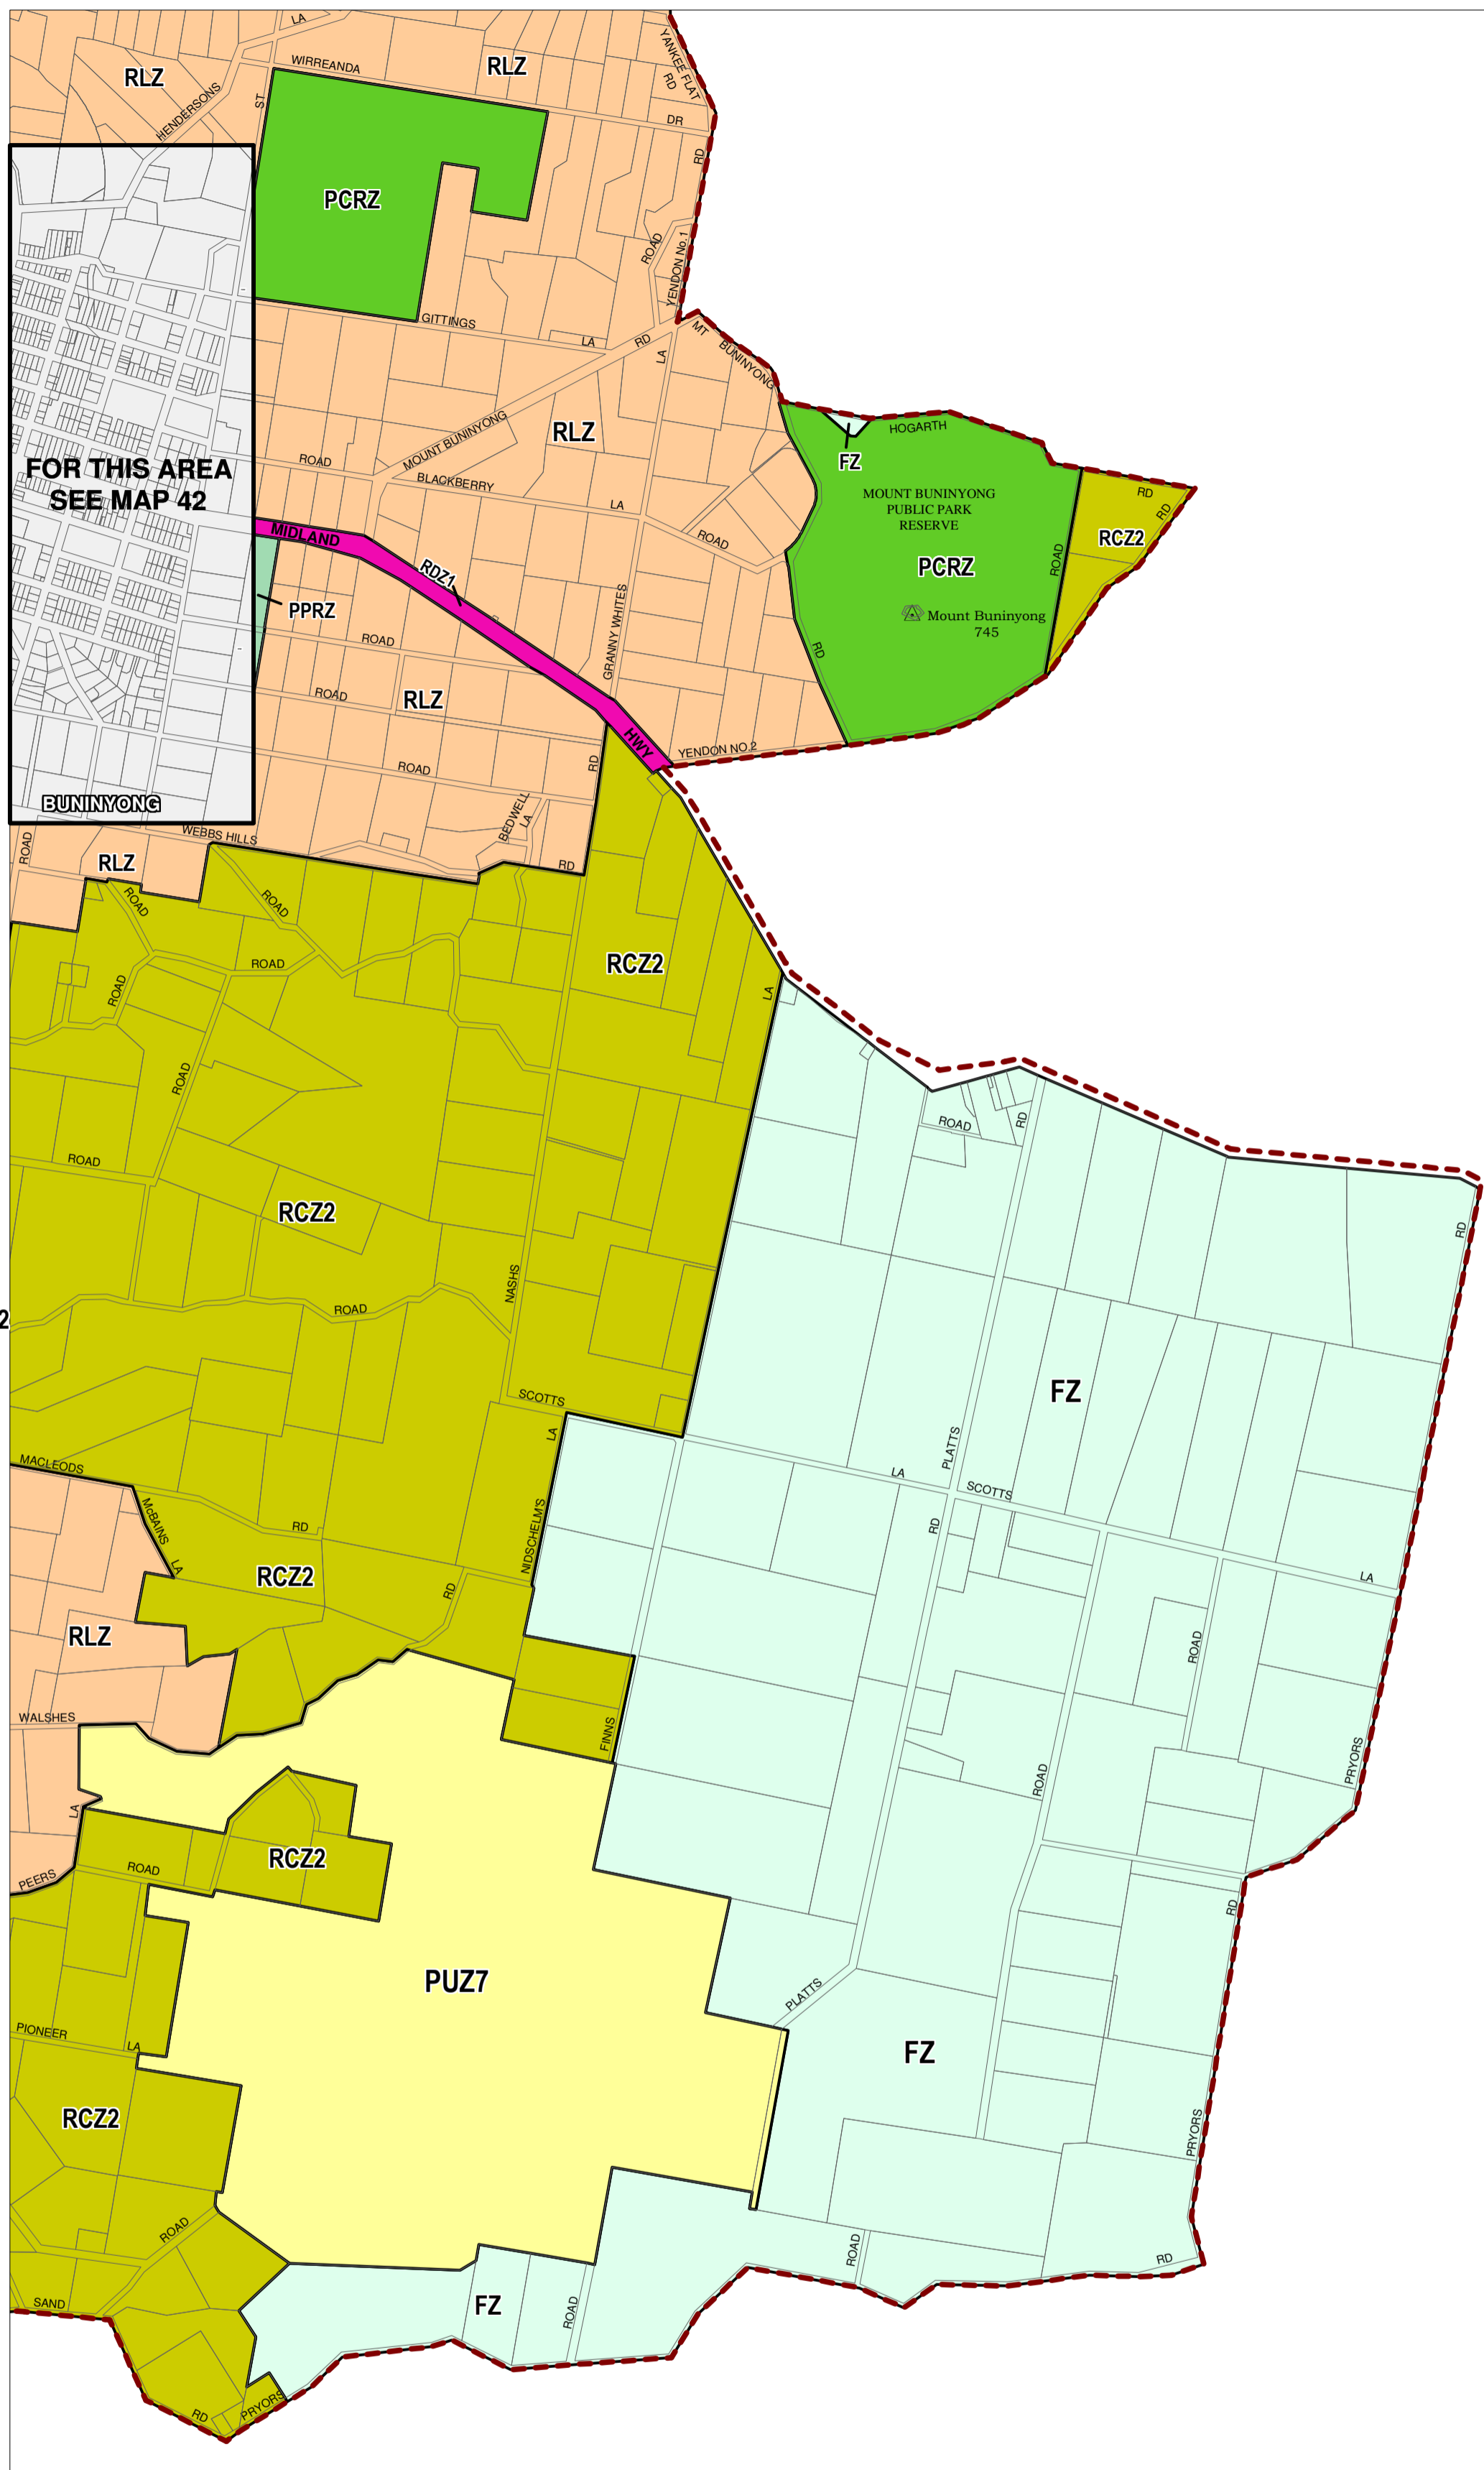 LA
RLZ
HENDERSONS
ST
WIRREANDA
RLZ
YANKEE FLAT
RD
DR
RD
PCRZ
ROAD
YENDON No.1
GITTINGS
LA
RD
LA
MT
BUNINYONG
MOUNT BUNINYONG
RLZ
ROAD
BLACKBERRY
LA
ROAD
FOR THIS AREA
SEE MAP 42
HOGARTH
FZ
MOUNT BUNINYONG
PUBLIC PARK
RESERVE
PCRZ
ROAD
RD
RD
RCZ2
Mount Buninyong
745
MIDLAND
RDZ1
PPRZ
ROAD
GRANNY WHITES
RD
ROAD
RLZ
HWY
YENDON NO.2
ROAD
RD
BUNINYONG
BEDWELL
LA
WEBBS HILLS
RD
ROAD
RLZ
ROAD
ROAD
ROAD
ROAD
RCZ2
LA
ROAD
ROAD
RD
ROAD
RD
RCZ2
NASHS
ROAD
2
SCOTTS
FZ
PLATTS
LA
SCOTTS
LA
MACLEODS
McBAINS
LA
RD
NIDSCHELM'S
RD
LA
RCZ2
RD
RLZ
ROAD
WALSHES
FINNS
PRYORS
ROAD
LA
RCZ2
ROAD
PEERS
RD
PUZ7
PLATTS
PIONEER
LA
FZ
RCZ2
PRYORS
ROAD
ROAD
RD
SAND
FZ
ROAD
RD
PRYORS